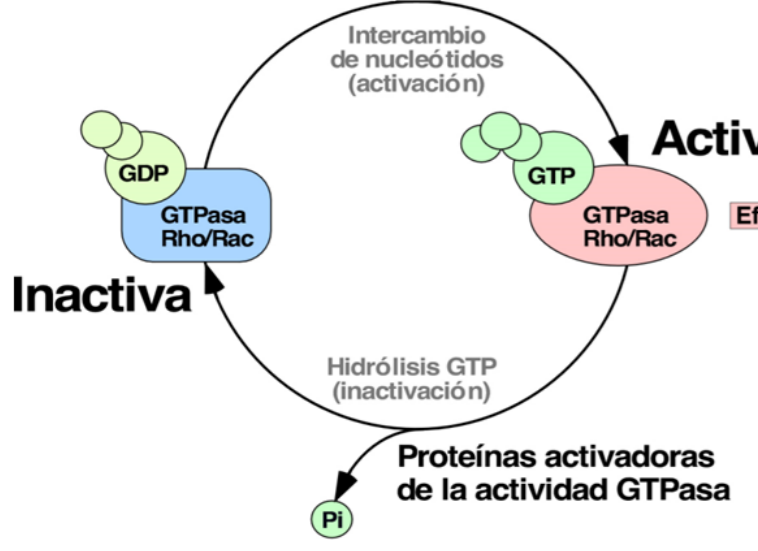 Intercambio
de nucleótidos
(activación)
GDP
GTPasa
Rho/Rac
Inactiva
GTP
GTPasa
Rho/Rac
Activ
Ef
Hidrólisis GTP
(inactivación)
Proteínas activadoras
de la actividad GTPasa
Pi